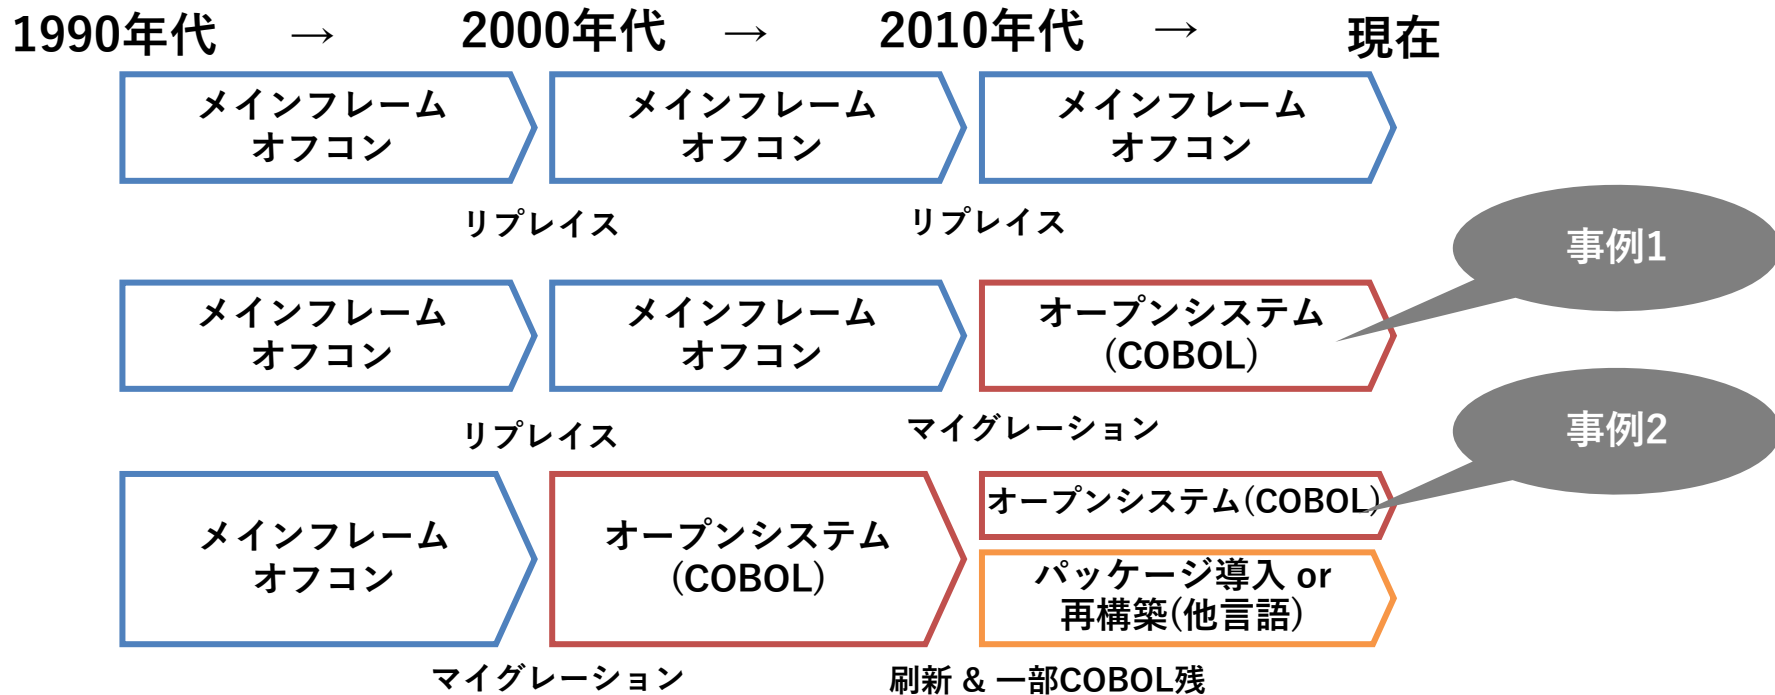 1990年代 → 2000年代 → 2010年代 → 現在
メインフレーム
オフコン
メインフレーム
オフコン
メインフレーム
オフコン
リプレイス
リプレイス
事例1
メインフレーム
オフコン
メインフレーム
オフコン
オープンシステム
(COBOL)
リプレイス
マイグレーション
事例2
メインフレーム
オフコン
オープンシステム
(COBOL)
オープンシステム(COBOL)
パッケージ導入 or
再構築(他言語)
マイグレーション
刷新 & 一部COBOL残